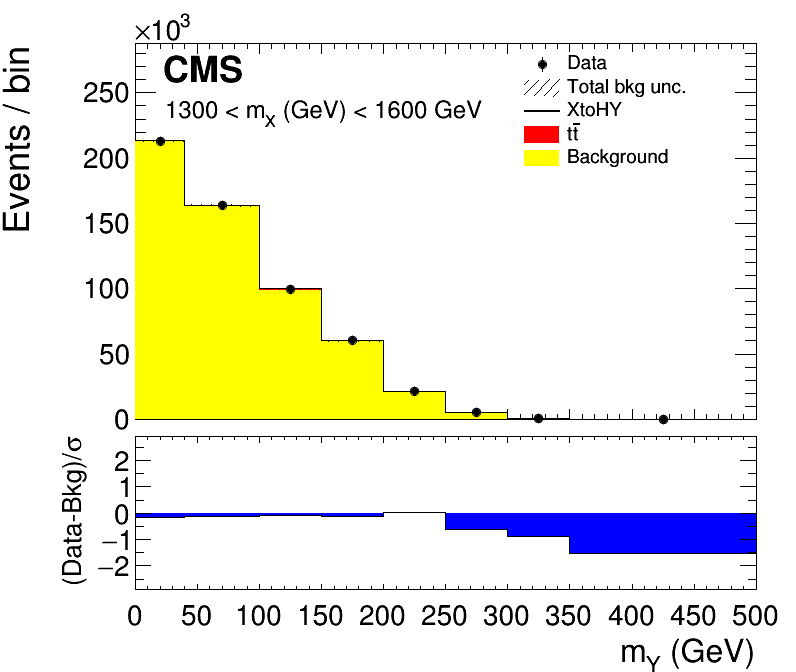 ×10³
Events / bin
CMS
1300 < m_X (GeV) < 1600 GeV
Data
Total bkg unc.
XtoHY
tt̄
Background
250
200
150
100
50
0
(Data-Bkg)/σ
2
1
0
−1
−2
0 50 100 150 200 250 300 350 400 450 500
m_Y (GeV)